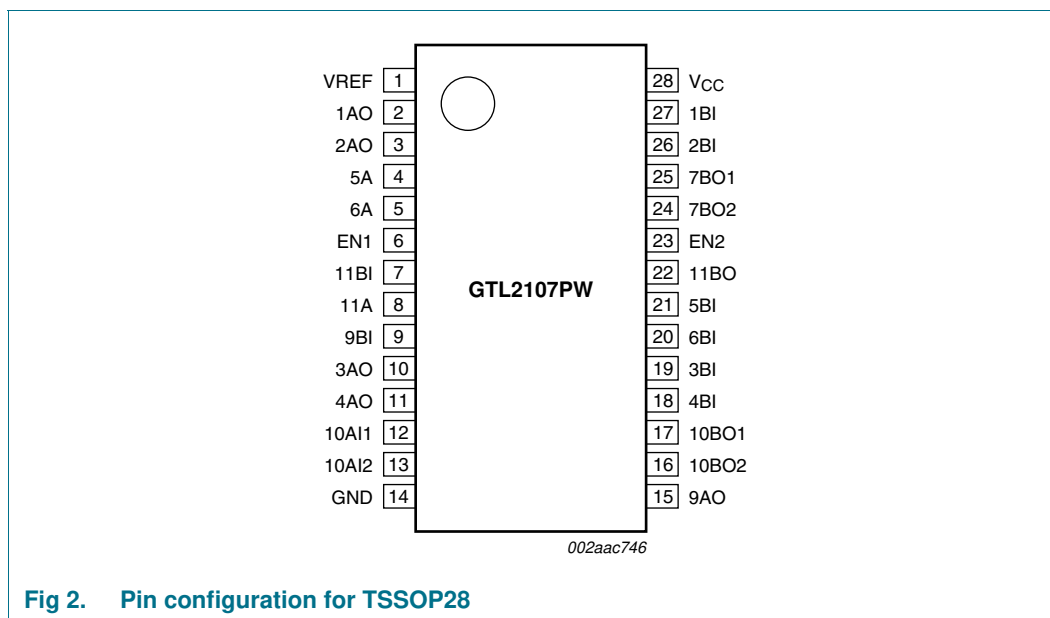 VREF 1 28 VCC
1AO 2 27 1BI
2AO 3 26 2BI
5A 4 25 7BO1
6A 5 24 7BO2
EN1 6 23 EN2
11BI 7 22 11BO
GTL2107PW
11A 8 21 5BI
9BI 9 20 6BI
3AO 10 19 3BI
4AO 11 18 4BI
10AI1 12 17 10BO1
10AI2 13 16 10BO2
GND 14 15 9AO
002aac746
Fig 2. Pin configuration for TSSOP28